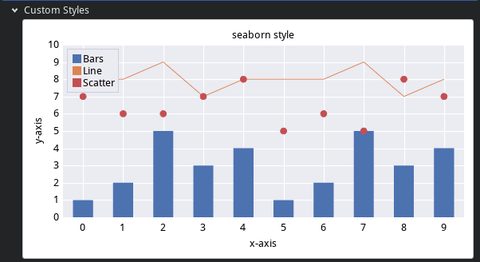 Custom Styles
seaborn style
10
9
8
7
6
5
4
3
2
1
0
y-axis
Bars
Line
Scatter
0 1 2 3 4 5 6 7 8 9
x-axis